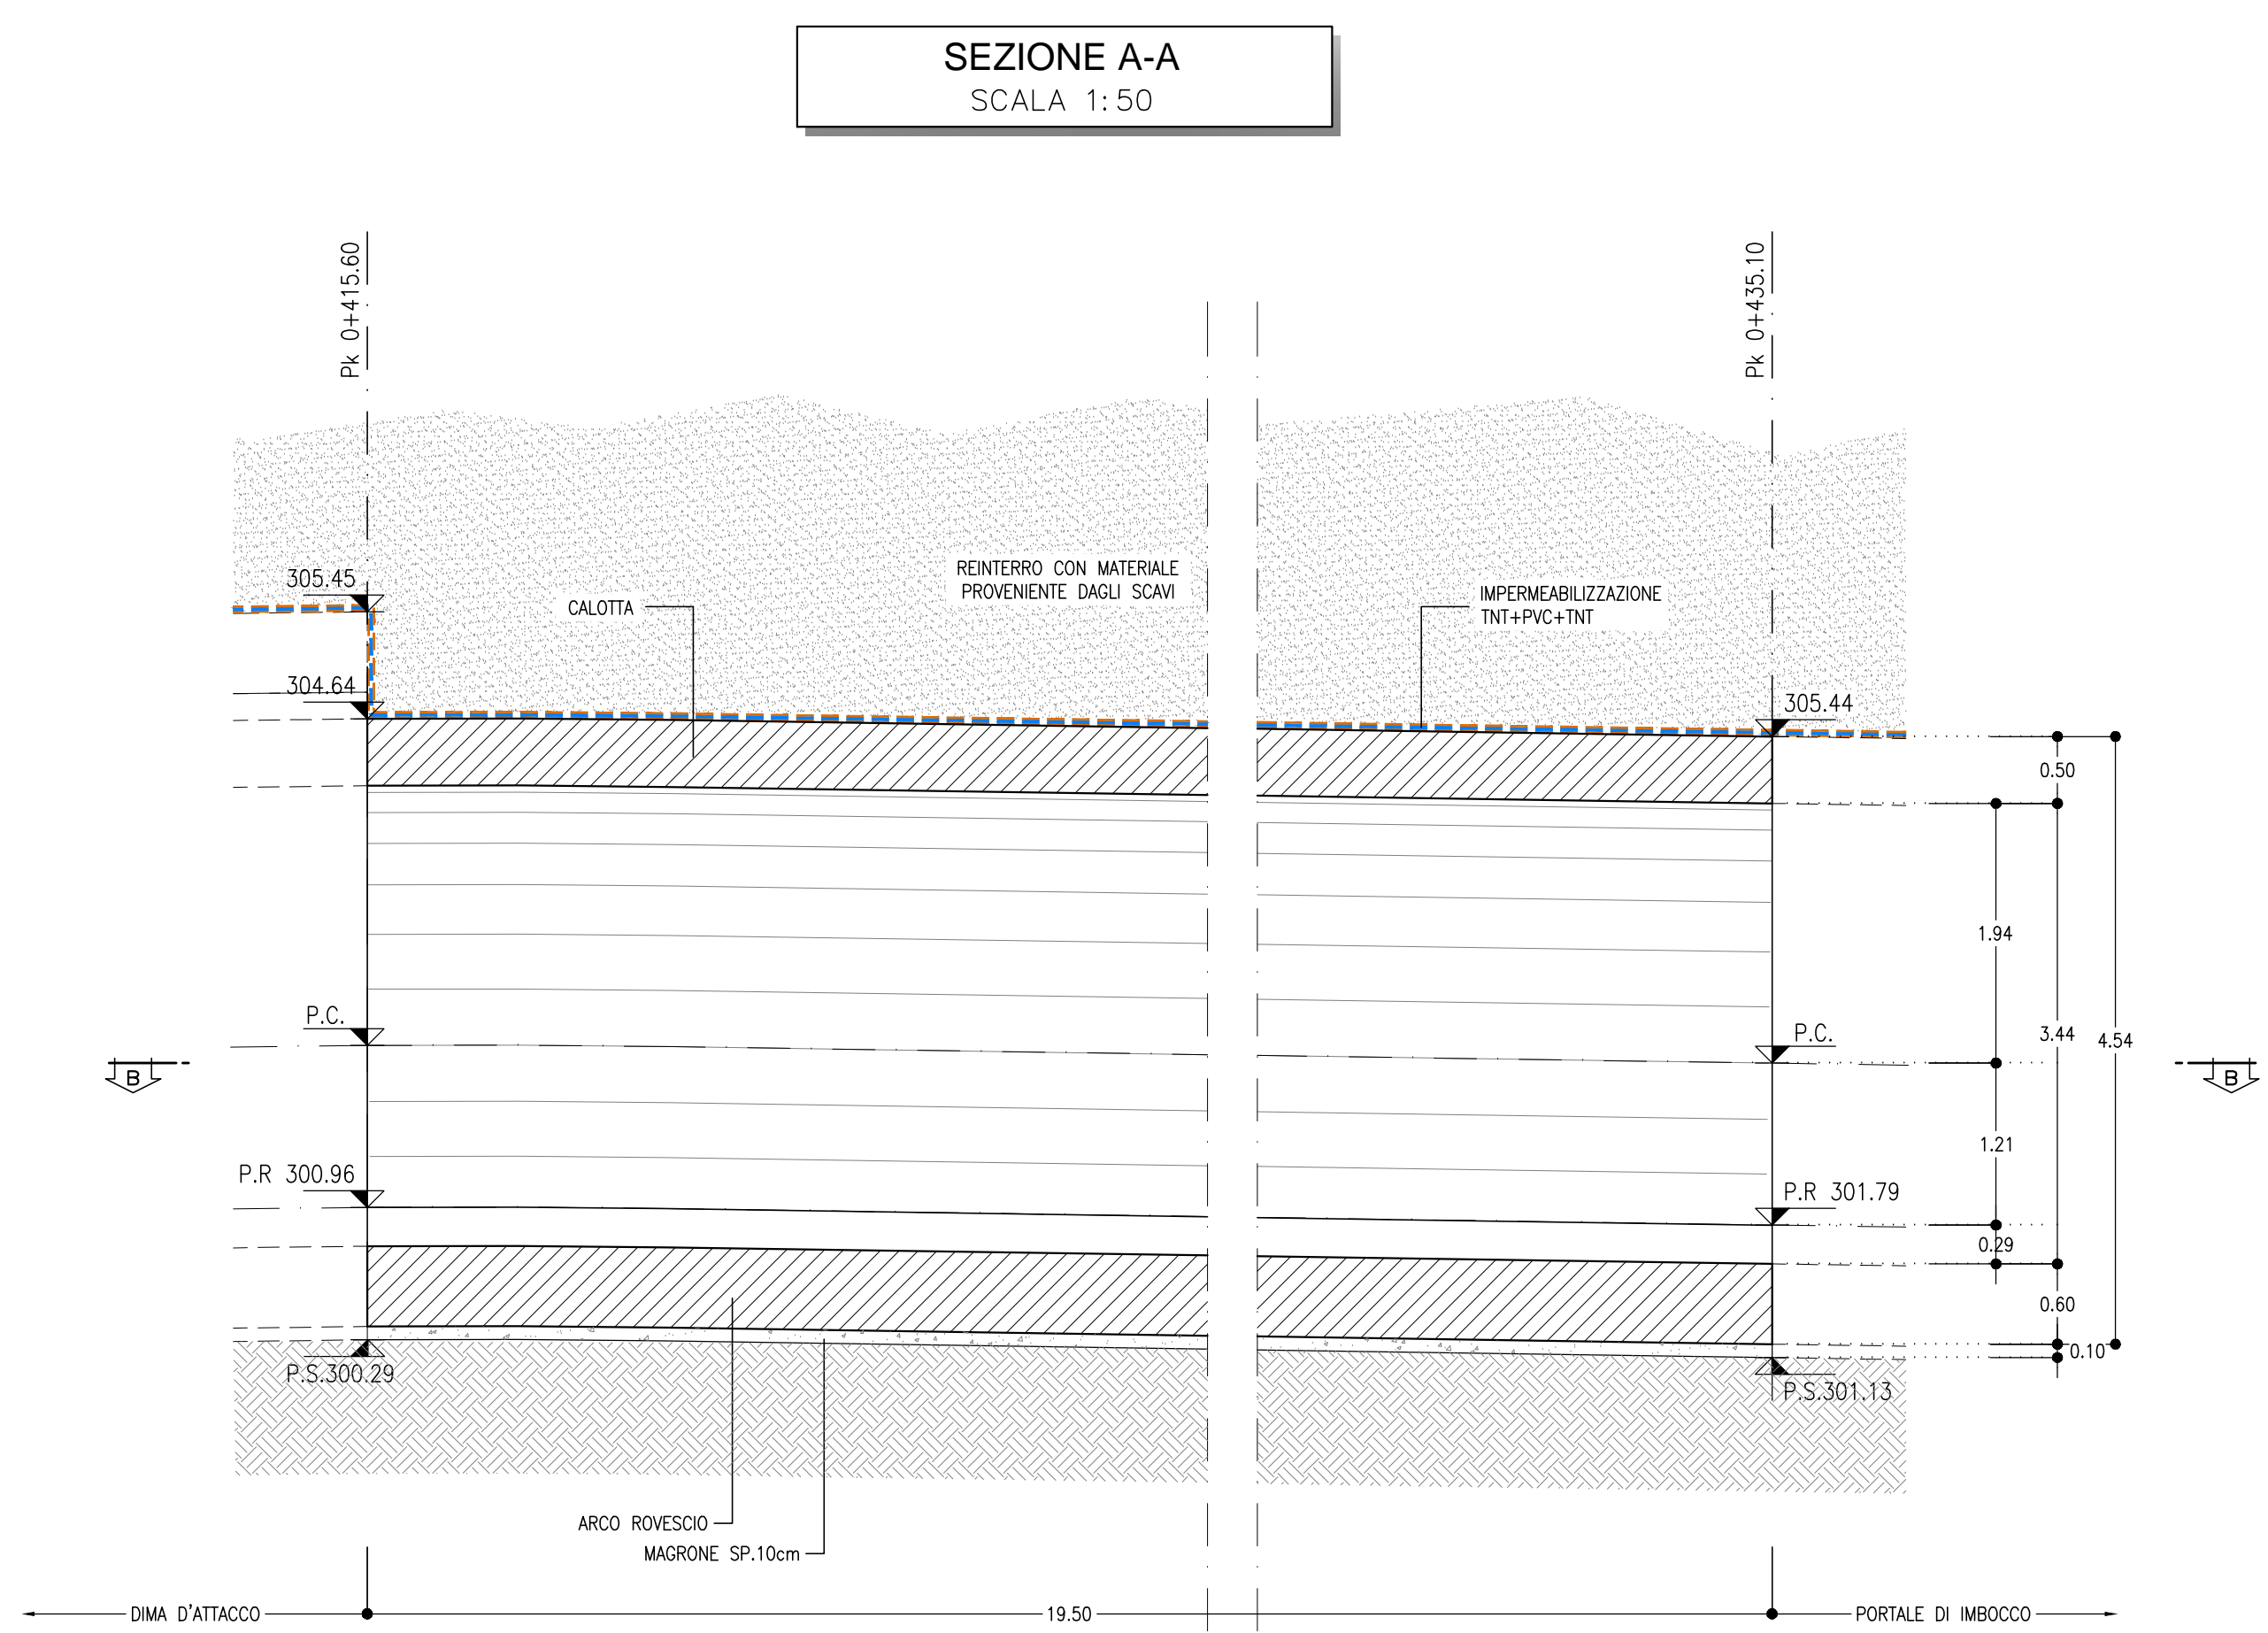 SEZIONE A-A
SCALA 1:50
Pk 0+415.60
Pk 0+435.10
REINTERRO CON MATERIALE
PROVENIENTE DAGLI SCAVI
305.45
CALOTTA
IMPERMEABILIZZAZIONE
TNT+PVC+TNT
304.64
305.44
0.50
1.94
P.C.
P.C.
3.44
4.54
B
B
1.21
P.R 300.96
P.R 301.79
0.29
0.60
0.10
P.S.300.29
P.S.301.13
ARCO ROVESCIO
MAGRONE SP.10cm
DIMA D'ATTACCO
19.50
PORTALE DI IMBOCCO